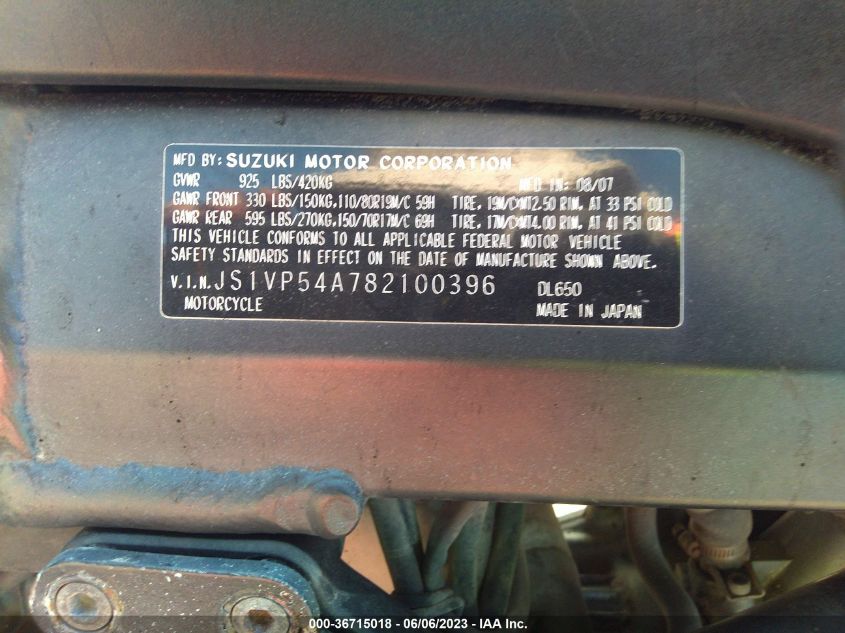 MFD BY: SUZUKI MOTOR CORPORATION
GVWR 925 LBS/420KG MFD IN: 08/07
GAWR FRONT 330 LBS/150KG.110/80R19M/C 59H TIRE. 19M/CxMT2.50 RIM. AT 33 PSI COLD
GAWR REAR 595 LBS/270KG.150/70R17M/C 69H TIRE. 17M/CxMT4.00 RIM. AT 41 PSI COLD
THIS VEHICLE CONFORMS TO ALL APPLICABLE FEDERAL MOTOR VEHICLE
SAFETY STANDARDS IN EFFECT ON THE DATE OF MANUFACTURE SHOWN ABOVE.
V.I.N. JS1VP54A782100396 DL650
MOTORCYCLE MADE IN JAPAN
000-36715018 - 06/06/2023 - IAA Inc.